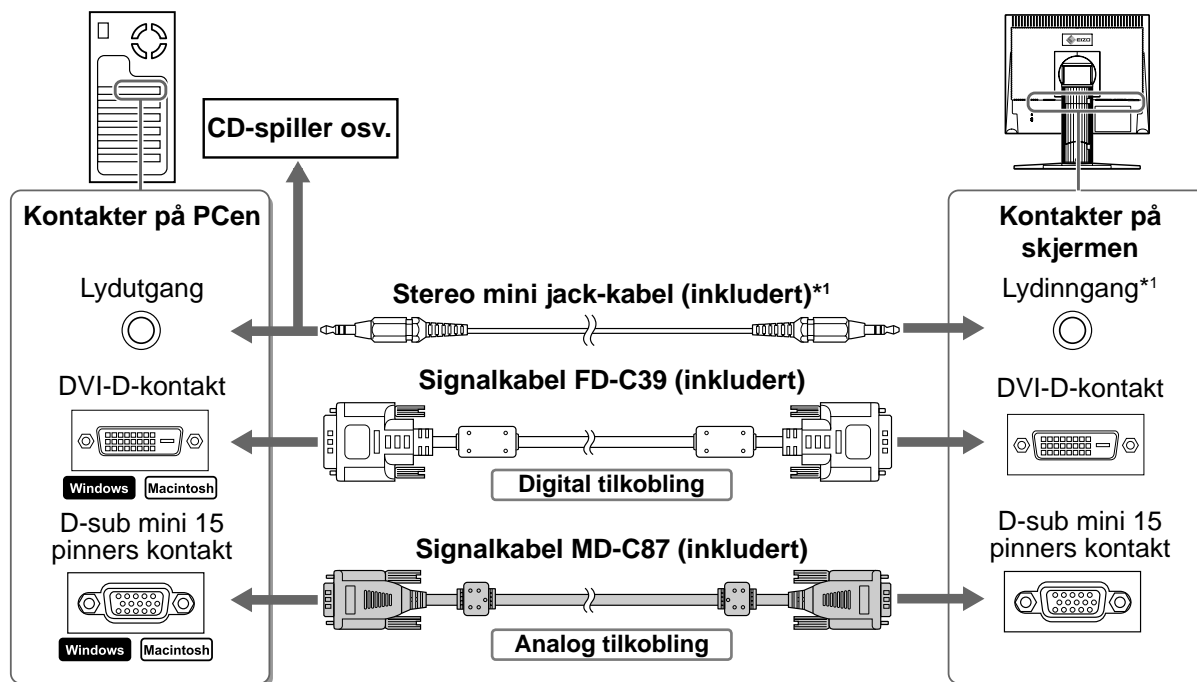 EIZO
CD-spiller osv.
Kontakter på PCen
Kontakter på
skjermen
Lydutgang
Stereo mini jack-kabel (inkludert)*1
Lydinngang*1
DVI-D-kontakt
Signalkabel FD-C39 (inkludert)
DVI-D-kontakt
Windows
Macintosh
Digital tilkobling
D-sub mini 15
pinners kontakt
Signalkabel MD-C87 (inkludert)
D-sub mini 15
pinners kontakt
Windows
Macintosh
Analog tilkobling